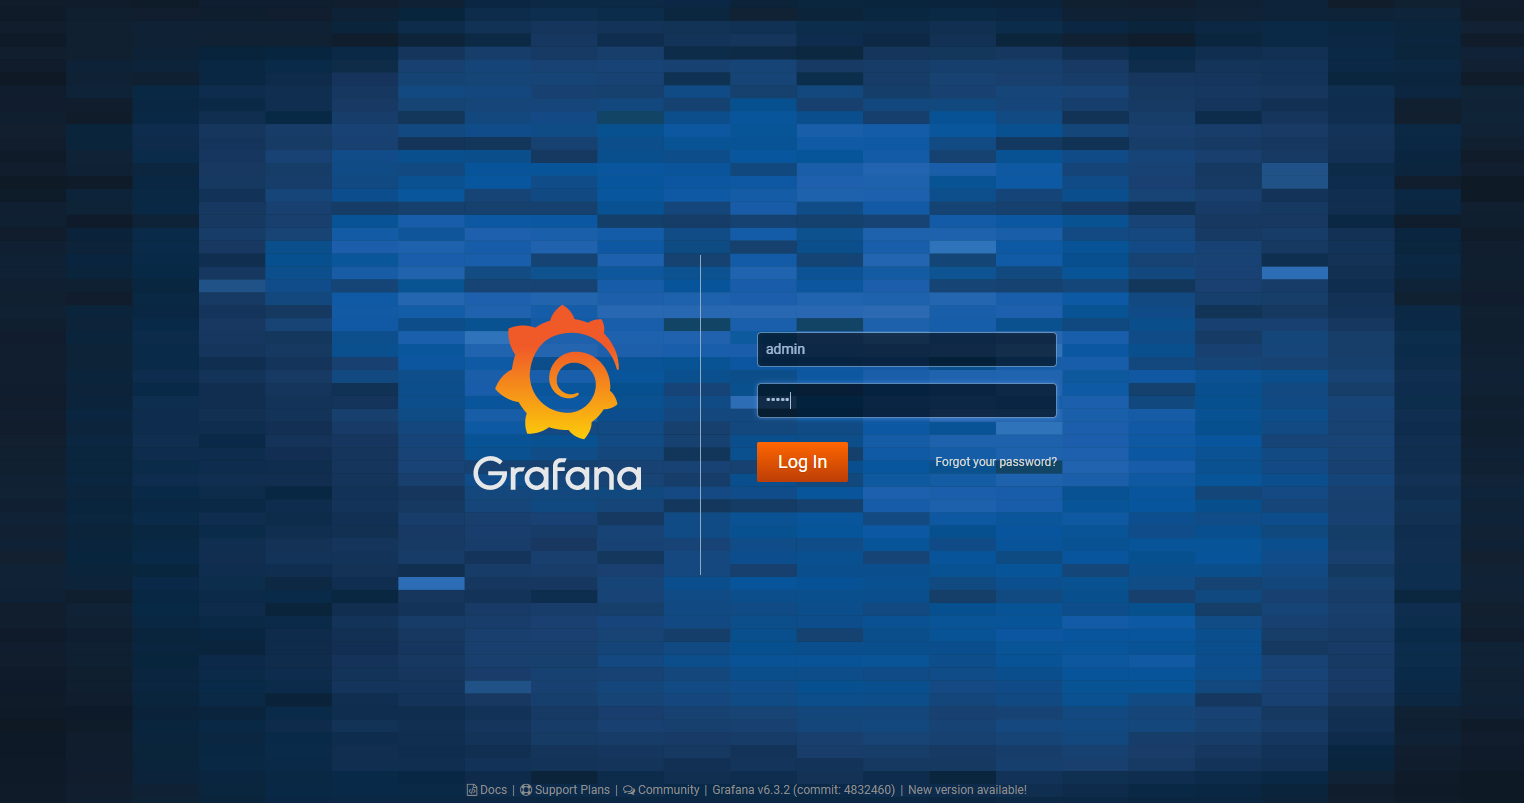 Grafana
admin
•••••
Log In
Forgot your password?
Docs | Support Plans | Community | Grafana v6.3.2 (commit: 4832460) | New version available!